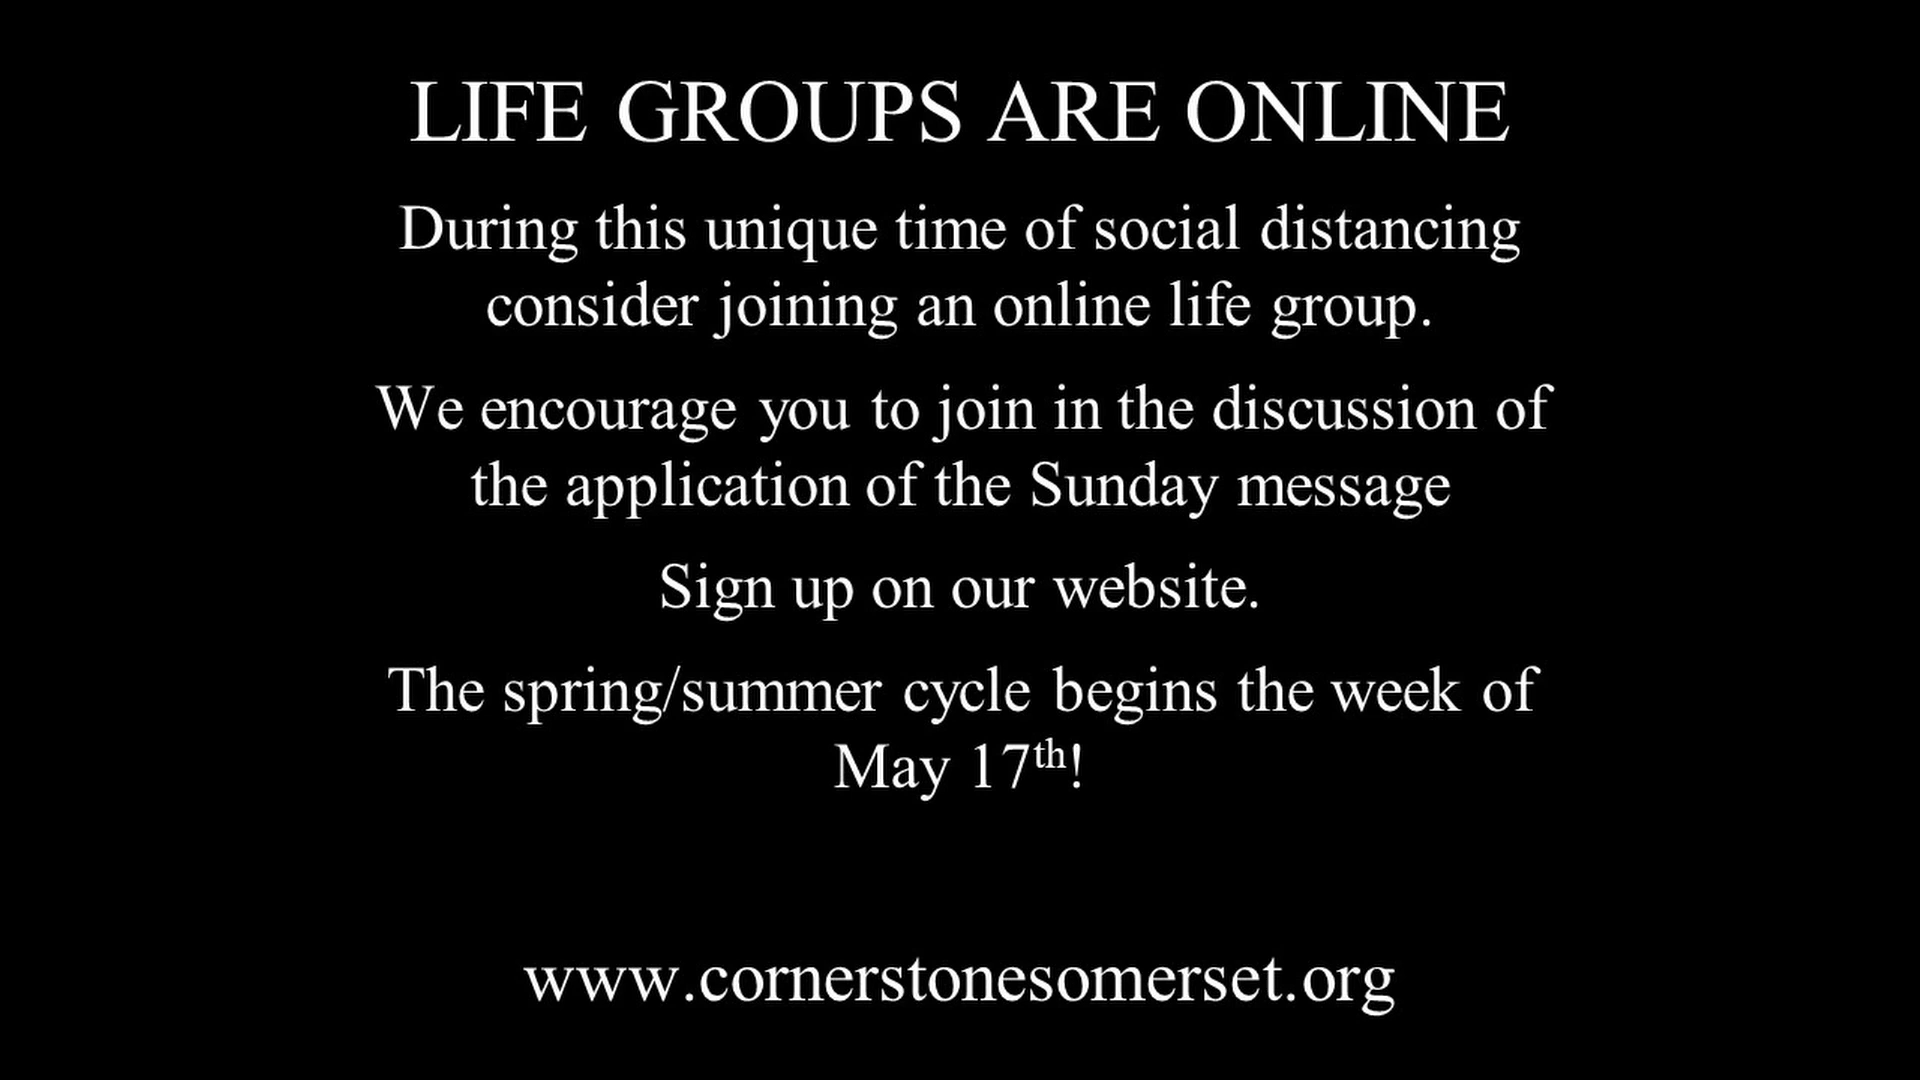 LIFE GROUPS ARE ONLINE
During this unique time of social distancing
consider joining an online life group.
We encourage you to join in the discussion of
the application of the Sunday message
Sign up on our website.
The spring/summer cycle begins the week of
May 17th!
www.cornerstonesomerset.org